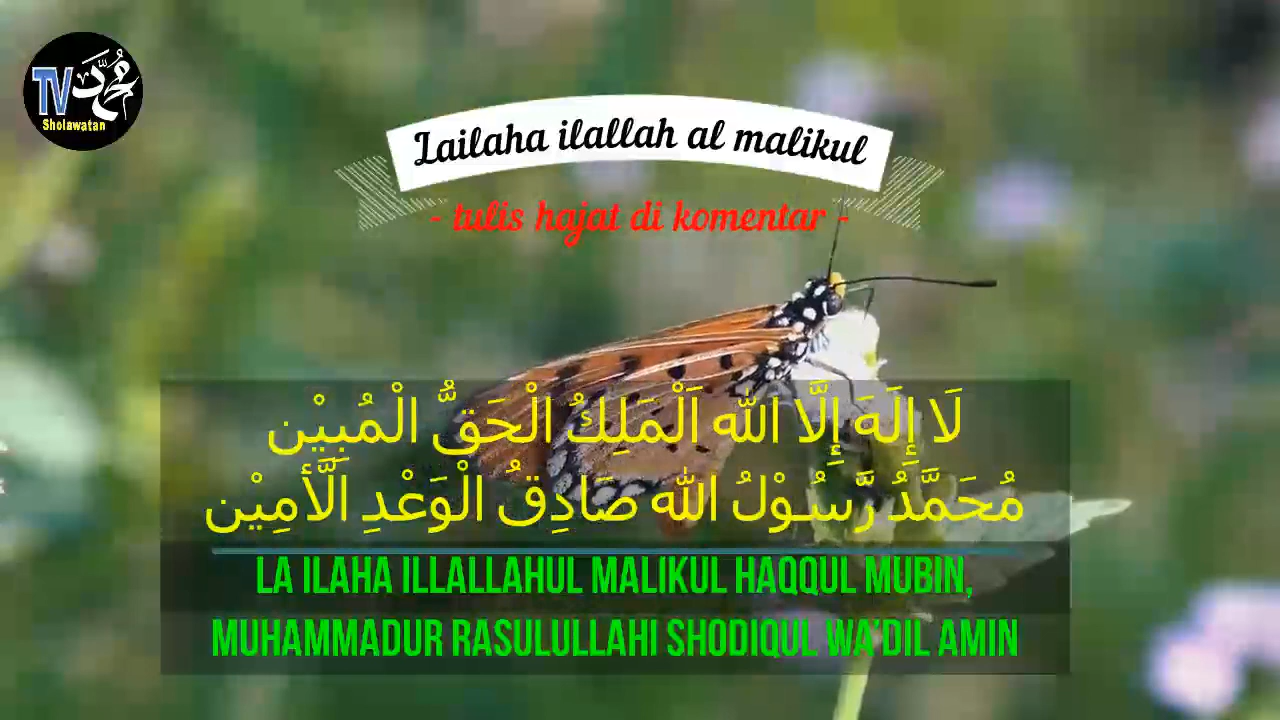 TV محمد
Sholawatan
Lailaha ilallah al malikul
- tulis hajat di komentar -
لَا إِلَهَ إِلَّا اللّٰه اَلْمَلِكُ الْحَقُّ الْمُبِيْن
مُحَمَّدُ رَّسُوْلُ اللّٰه صَادِقُ الْوَعْدِ اَلَّأَمِيْن
LA ILAHA ILLALLAHUL MALIKUL HAQQUL MUBIN,
MUHAMMADUR RASULULLAHI SHODIQUL WA'DIL AMIN